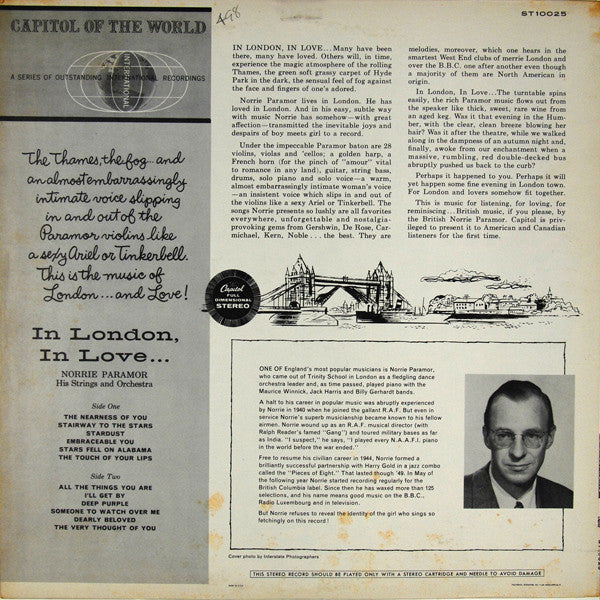 CAPITOL OF THE WORLD
498
ST10025
A SERIES OF OUTSTANDING INTERNATIONAL RECORDINGS
The Thames, the fog... and
an almost embarrassingly
intimate voice slipping
in and out of the
Paramor violins like
a sexy Ariel or Tinkerbell.
This is the music of
London... and Love!
In London,
In Love...
NORRIE PARAMOR
His Strings and Orchestra
Side One
THE NEARNESS OF YOU
STAIRWAY TO THE STARS
STARDUST
EMBRACEABLE YOU
STARS FELL ON ALABAMA
THE TOUCH OF YOUR LIPS
Side Two
ALL THE THINGS YOU ARE
I'LL GET BY
DEEP PURPLE
SOMEONE TO WATCH OVER ME
DEARLY BELOVED
THE VERY THOUGHT OF YOU
IN LONDON, IN LOVE... Many have been
there, many have loved. Others will, in time,
experience the magic atmosphere of the rolling
Thames, the green soft grassy carpet of Hyde
Park in the dark, the sensual feel of fog against
the face and fingers of one's adored.
Norrie Paramor lives in London. He has
loved in London. And in his easy, subtle way
with music Norrie has somehow—with great
affection—transmitted the inevitable joys and
despairs of boy meets girl to a record.
Under the impeccable Paramor baton are 28
violins, violas and 'cellos; a golden harp, a
French horn (for the pinch of "amour" vital
to romance in any land), guitar, string bass,
drums, solo piano and solo voice—a warm,
almost embarrassingly intimate woman's voice
—an insistent voice which slips in and out of
the violins like a sexy Ariel or Tinkerbell. The
songs Norrie presents so lushly are all favorites
everywhere, unforgettable and nostalgia-
provoking gems from Gershwin, De Rose, Car-
michael, Kern, Noble... the best. They are
melodies, moreover, which one hears in the
smartest West End clubs of merrie London and
over the B.B.C. one after another even though
a majority of them are North American in
origin.
In London, In Love...The turntable spins
easily, the rich Paramor music flows out from
the speaker like thick, sweet, rare wine from
an aged keg. Was it that evening in the Hum-
ber, with the clear, clean breeze blowing her
hair? Was it after the theatre, while we walked
along in the dampness of an autumn night and,
finally, awoke from our enchantment when a
massive, rumbling, red double-decked bus
abruptly pushed us back to the curb?
Perhaps it happened to you. Perhaps it will
yet happen some fine evening in London town.
For London and lovers somehow fit together.
This is music for listening, for loving, for
reminiscing... British music, if you please, by
the British Norrie Paramor. Capitol is priv-
ileged to present it to American and Canadian
listeners for the first time.
Capitol
FULL
DIMENSIONAL
STEREO
ONE OF England's most popular musicians is Norrie Paramor,
who came out of Trinity School in London as a fledgling dance
orchestra leader and, as time passed, played piano with the
Maurice Winnick, Jack Harris and Billy Gerhardt bands.
A halt to his career in popular music was abruptly experienced
by Norrie in 1940 when he joined the gallant R.A.F. But even in
service Norrie's superb musicianship became known to his fellow
airmen. Norrie wound up as an R.A.F. musical director (with
Ralph Reader's famed "Gang") and toured military bases as far
as India. "I suspect," he says, "I played every N.A.A.F.I. piano
in the world before the war ended."
Free to resume his civilian career in 1944, Norrie formed a
brilliantly successful partnership with Harry Gold in a jazz combo
called the "Pieces of Eight." That lasted though '49. In May of
the following year Norrie started recording regularly for the
British Columbia label. Since then he has waxed more than 125
selections, and his name means good music on the B.B.C.,
Radio Luxembourg and in television.
But Norrie refuses to reveal the identity of the girl who sings so
fetchingly on this record!
Cover photo by Interstate Photographers
THIS STEREO RECORD SHOULD BE PLAYED ONLY WITH A STEREO CARTRIDGE AND NEEDLE TO AVOID DAMAGE